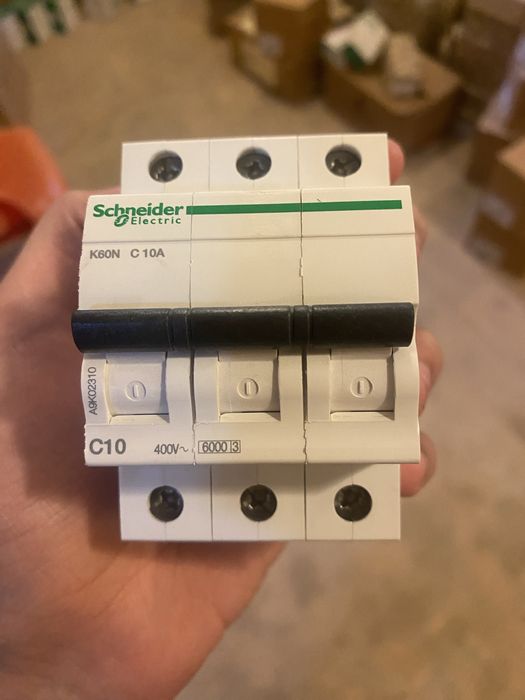 Schneider
Electric
K60N C 10A
A9K02310
C10 400V~ 6000 3